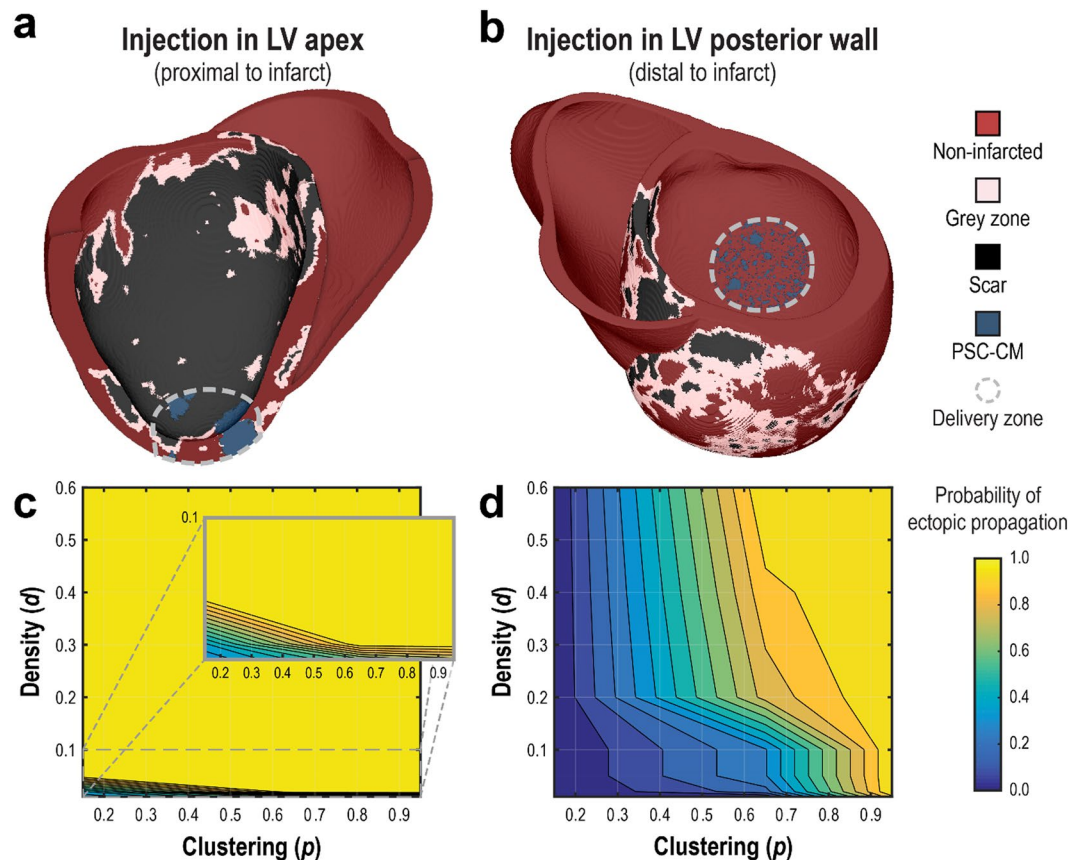 a
Injection in LV apex
(proximal to infarct)
b
Injection in LV posterior wall
(distal to infarct)
Non-infarcted
Grey zone
Scar
PSC-CM
Delivery zone
c
0.6
0.5
0.4
0.3
0.2
0.1
Density (d)
0.1
0.2 0.3 0.4 0.5 0.6 0.7 0.8 0.9
0.2 0.3 0.4 0.5 0.6 0.7 0.8 0.9
Clustering (p)
d
0.6
0.5
0.4
0.3
0.2
0.1
Density (d)
0.2 0.3 0.4 0.5 0.6 0.7 0.8 0.9
Clustering (p)
Probability of
ectopic propagation
1.0
0.8
0.6
0.4
0.2
0.0